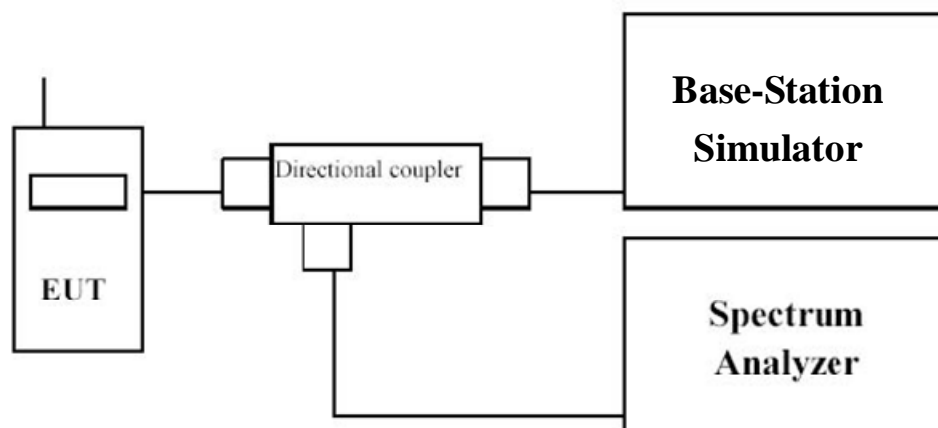 EUT
Directional coupler
Base-Station
Simulator
Spectrum
Analyzer